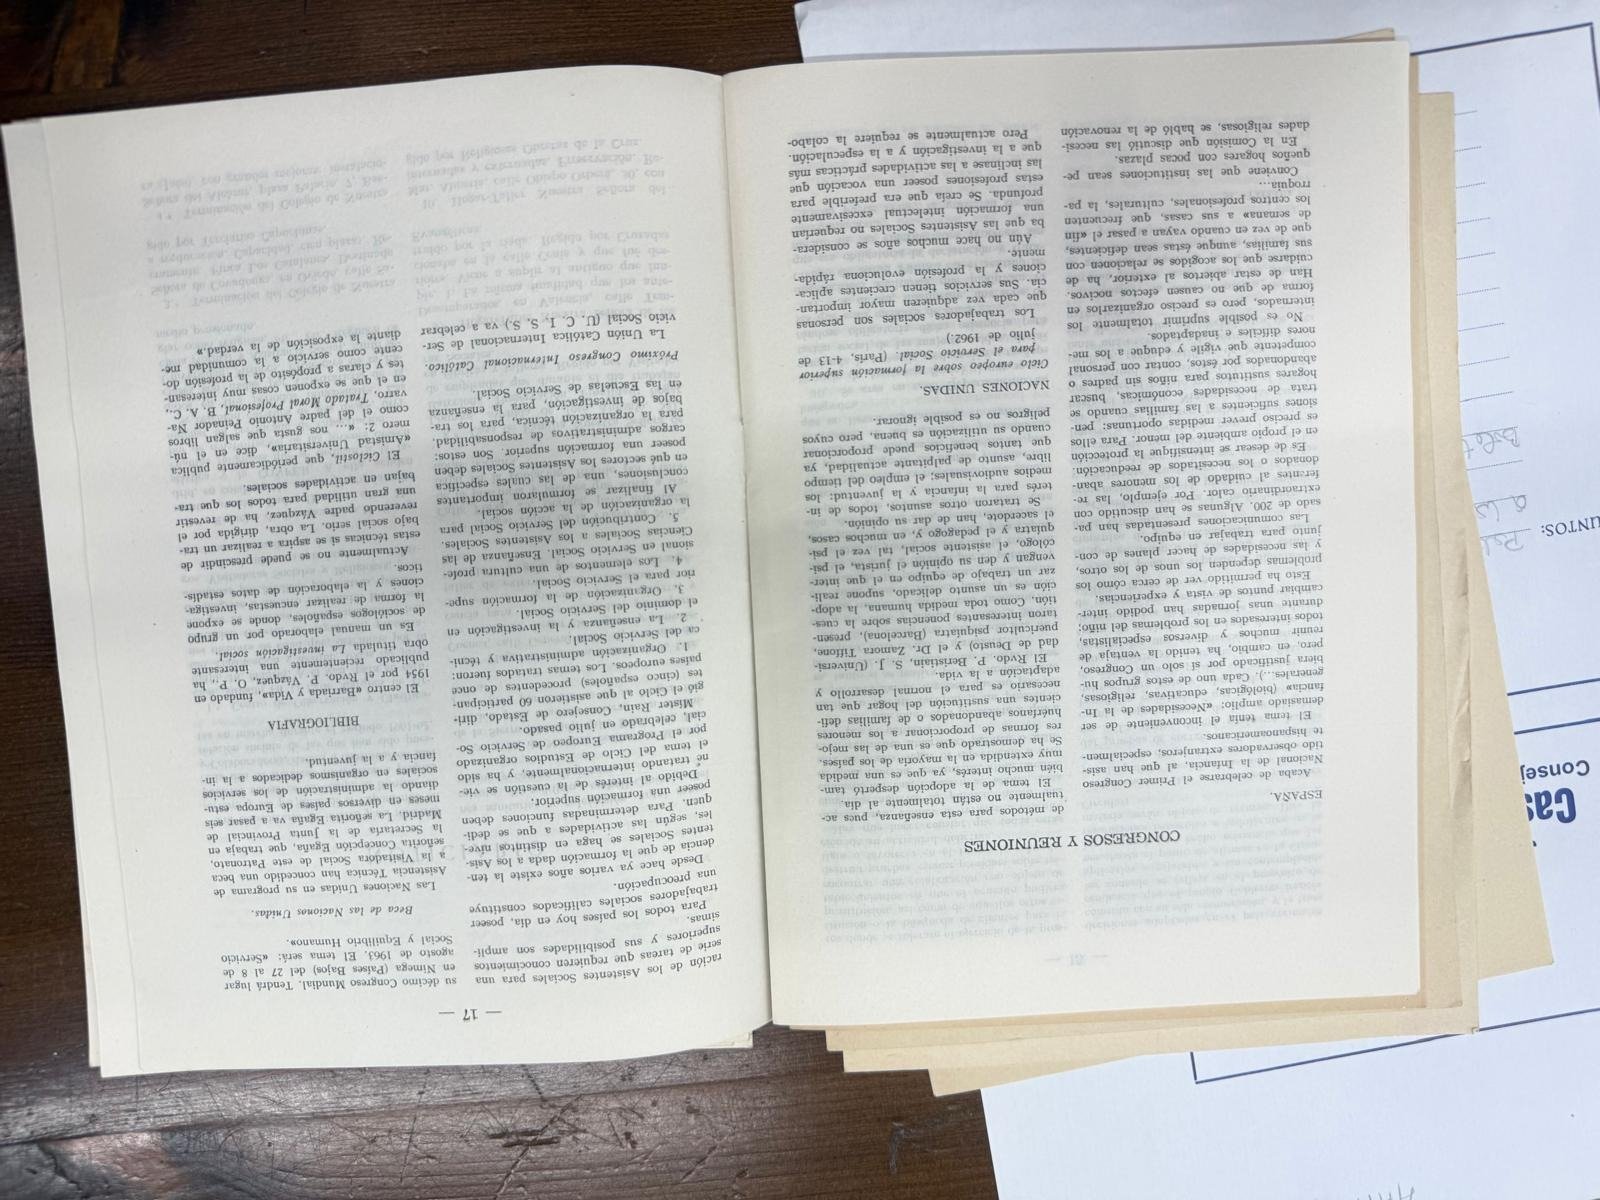 CONGRESOS Y REUNIONES
ESPAÑA.
Acaba de celebrarse el Primer Congreso
Nacional de la Infancia, al que han asis-
tido observadores extranjeros, especialmen-
te hispanoamericanos.
El tema tenía el inconveniente de ser
demasiado amplio: «Necesidades de la In-
fancia» (biológicas, educativas, religiosas,
generales...). Cada uno de estos grupos hu-
biera justificado por sí solo un Congreso,
pero, en cambio, ha tenido la ventaja de
reunir muchos y diversos especialistas,
todos interesados en los problemas del niño;
durante unas jornadas han podido inter-
cambiar puntos de vista y experiencias.
Esto ha permitido ver de cerca cómo los
problemas dependen los unos de los otros,
y las necesidades de hacer planes de con-
junto para trabajar en equipo.
Las comunicaciones presentadas han pa-
sado de 200. Algunas se han discutido con
extraordinario calor. Por ejemplo, las re-
ferentes al cuidado de los menores aban-
donados o los necesitados de reeducación.
Es de desear se intensifique la protección
en el propio ambiente del menor. Para ellos
es preciso prever medidas oportunas: pen-
siones suficientes a las familias cuando se
trata de necesidades económicas, buscar
hogares sustitutos para niños sin padres o
abandonados por éstos, contar con personal
competente que vigile y eduque a los me-
nores difíciles e inadaptados.
No es posible suprimir totalmente los
internados, pero es preciso organizarlos en
forma de que no causen efectos nocivos.
Han de estar abiertos al exterior, ha de
cuidarse que los acogidos se relacionen con
sus familias, aunque éstas sean deficientes,
que de vez en cuando vayan a pasar el «fin
de semana» a sus casas, que frecuenten
los centros profesionales, culturales, la pa-
rroquia...
Conviene que las instituciones sean pe-
queños hogares con pocas plazas.
En la Comisión que discutió las necesi-
dades religiosas, se habló de la renovación
de métodos para esta enseñanza, pues ac-
tualmente no están totalmente al día.
El tema de la adopción despertó tam-
bién mucho interés, ya que es una medida
muy extendida en la mayoría de los países.
Se ha demostrado que es una de las mejo-
res formas de proporcionar a los menores
huérfanos abandonados o de familias defi-
cientes una sustitución del hogar que tan
necesario es para el normal desarrollo y
adaptación a la vida.
El Rvdo. P. Beristain, S. J. (Universi-
dad de Deusto) y el Dr. Zamora Tiffone,
puericultor psiquiatra (Barcelona), presen-
taron interesantes ponencias sobre la cues-
tión. Como toda medida humana, la adop-
ción es un asunto delicado, supone reali-
zar un trabajo de equipo en el que inter-
vengan y den su opinión el jurista, el psi-
cólogo, el asistente social, tal vez el psi-
quiatra y el pedagogo y, en muchos casos,
el sacerdote, han de dar su opinión.
Se trataron otros asuntos, todos de in-
terés para la infancia y la juventud: los
medios audiovisuales; el empleo del tiempo
libre, asunto de palpitante actualidad, ya
que tantos beneficios puede proporcionar
cuando su utilización es buena, pero cuyos
peligros no es posible ignorar.
NACIONES UNIDAS.
Ciclo europeo sobre la formación superior
para el Servicio Social. (París, 4-13 de
julio de 1962.)
Los trabajadores sociales son personas
que cada vez adquieren mayor importan-
cia. Sus servicios tienen crecientes aplica-
ciones y la profesión evoluciona rápida-
mente.
Aún no hace muchos años se considera-
ba que las Asistentes Sociales no requerían
una formación intelectual excesivamente
profunda. Se creía que era preferible para
estas profesiones poseer una vocación que
las inclinase a las actividades prácticas más
que a la investigación y a la especulación.
Pero actualmente se requiere la colabo-
— 17 —
ración de los Asistentes Sociales para una
serie de tareas que requieren conocimientos
superiores y sus posibilidades son amplí-
simas.
Para todos los países hoy en día, poseer
trabajadores sociales calificados constituye
una preocupación.
Desde hace ya varios años existe la ten-
dencia de que la formación dada a los Asis-
tentes Sociales se haga en distintos nive-
les, según las actividades a que se dedi-
quen. Para determinadas funciones deben
poseer una formación superior.
Debido al interés de la cuestión se vie-
ne tratando internacionalmente, y ha sido
el tema del Ciclo de Estudios organizado
por el Programa Europeo de Servicio So-
cial, celebrado en julio pasado.
Mister Rain, Consejero de Estado, diri-
gió el Ciclo al que asistieron 60 participan-
tes (cinco españoles) procedentes de once
países europeos. Los temas tratados fueron:
1. Organización administrativa y técni-
ca del Servicio Social.
2. La enseñanza y la investigación en
el dominio del Servicio Social.
3. Organización de la formación supe-
rior para el Servicio Social.
4. Los elementos de una cultura profe-
sional en Servicio Social. Enseñanza de las
Ciencias Sociales a los Asistentes Sociales.
5. Contribución del Servicio Social para
la organización de la acción social.
Al finalizar se formularon importantes
conclusiones, una de las cuales especifica
en qué sectores los Asistentes Sociales deben
poseer una formación superior. Son estos:
cargos administrativos de responsabilidad,
para la organización técnica, para los tra-
bajos de investigación, para la enseñanza
en las Escuelas de Servicio Social.
Próximo Congreso Internacional Católico.
La Unión Católica Internacional de Ser-
vicio Social (U. C. I. S. S.) va a celebrar
su décimo Congreso Mundial. Tendrá lugar
en Nimega (Países Bajos) del 27 al 8 de
agosto de 1963. El tema será: «Servicio
Social y Equilibrio Humano».
Beca de las Naciones Unidas.
Las Naciones Unidas en su programa de
Asistencia Técnica han concedido una beca
a la Visitadora Social de este Patronato,
señorita Concepción Egaña, que trabaja en
la Secretaría de la Junta Provincial de
Madrid. La señorita Egaña va a pasar seis
meses en diversos países de Europa estu-
diando la administración de los servicios
sociales en organismos dedicados a la in-
fancia y a la juventud.
BIBLIOGRAFIA
El centro «Barriada y Vida», fundado en
1954 por el Rvdo. P. Vázquez, O. P., ha
publicado recientemente una interesante
obra titulada La investigación social.
Es un manual elaborado por un grupo
de sociólogos españoles, donde se expone
la forma de realizar encuestas, investiga-
ciones y la elaboración de datos estadís-
ticos.
Actualmente no se puede prescindir de
estas técnicas si se aspira a realizar un tra-
bajo social serio. La obra, dirigida por el
reverendo padre Vázquez, ha de revestir
una gran utilidad para todos los que tra-
bajan en actividades sociales.
El Ciclostil, que periódicamente publica
«Amistad Universitaria», dice en el nú-
mero 2: «... nos gusta que salgan libros
como el del padre Antonio Peinador Na-
varro, Tratado Moral Profesional, B. A. C.,
en el que se exponen cosas muy interesan-
tes y claras a propósito de la profesión do-
cente como servicio a la comunidad me-
diante la exposición de la verdad.»
Conse
Cas
UNTOS: